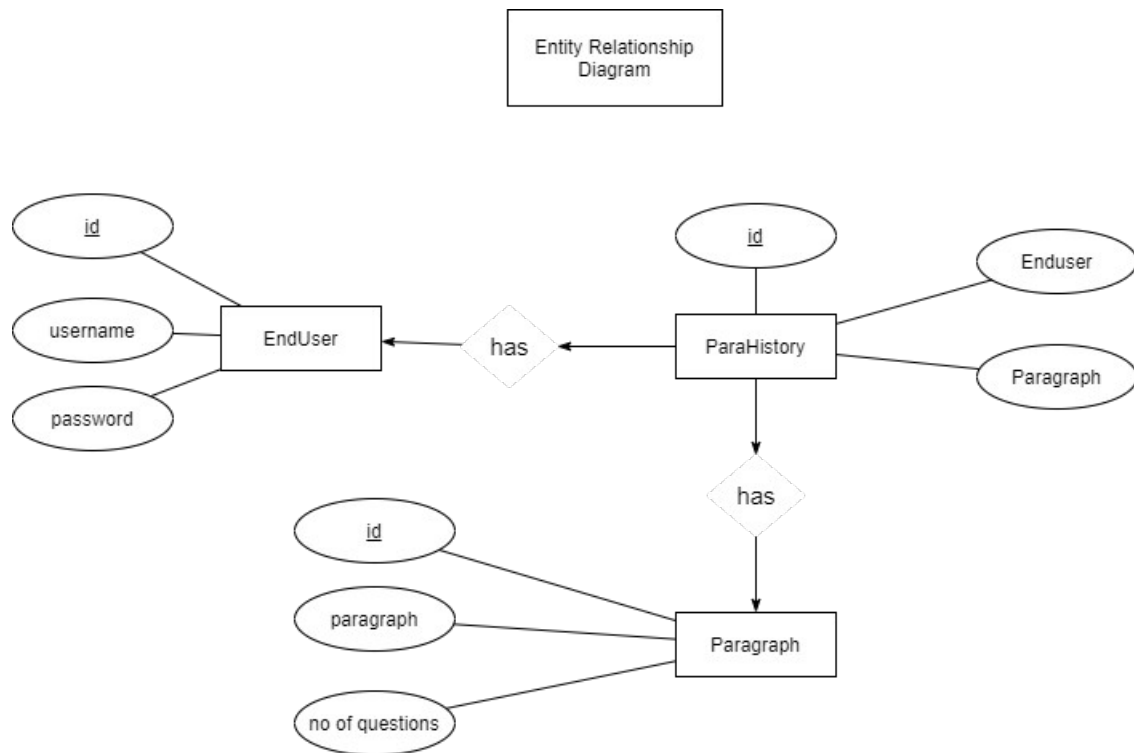 Entity Relationship
Diagram
id
id
Enduser
username
EndUser
has
ParaHistory
Paragraph
password
has
id
paragraph
Paragraph
no of questions